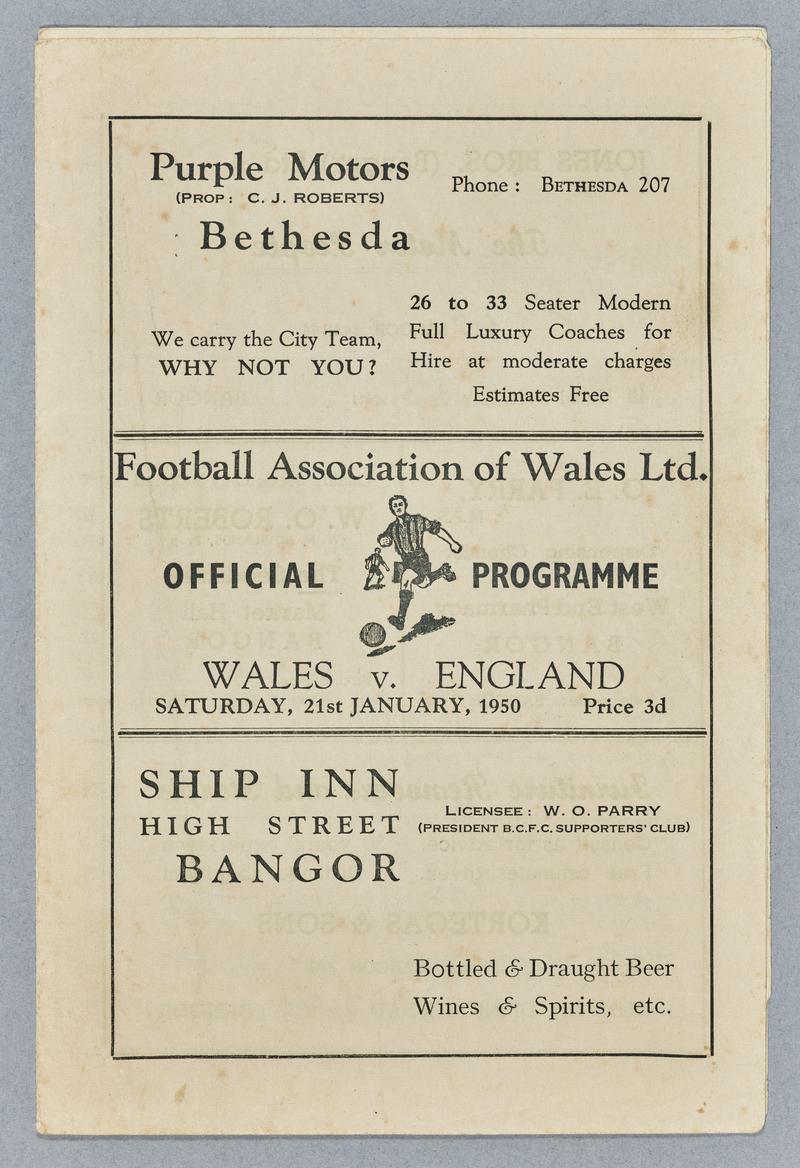 Purple Motors
(PROP: C. J. ROBERTS)
Phone: BETHESDA 207
Bethesda
We carry the City Team,
WHY NOT YOU?
26 to 33 Seater Modern
Full Luxury Coaches for
Hire at moderate charges
Estimates Free
Football Association of Wales Ltd.
OFFICIAL PROGRAMME
WALES v. ENGLAND
SATURDAY, 21st JANUARY, 1950 Price 3d
SHIP INN
HIGH STREET
BANGOR
LICENSEE: W. O. PARRY
(PRESIDENT B.C.F.C. SUPPORTERS' CLUB)
Bottled & Draught Beer
Wines & Spirits, etc.